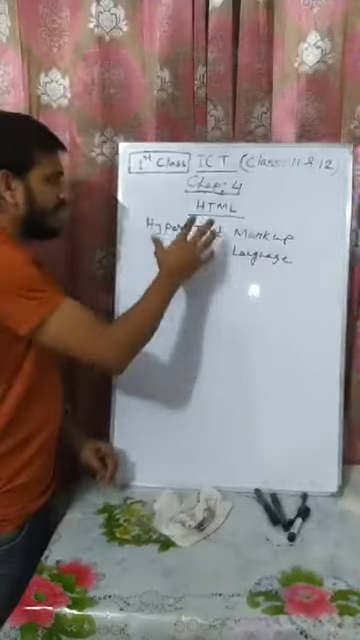 1st Class ICT (Class: 11 & 12)
Chap: 4
HTML
Markup
Language